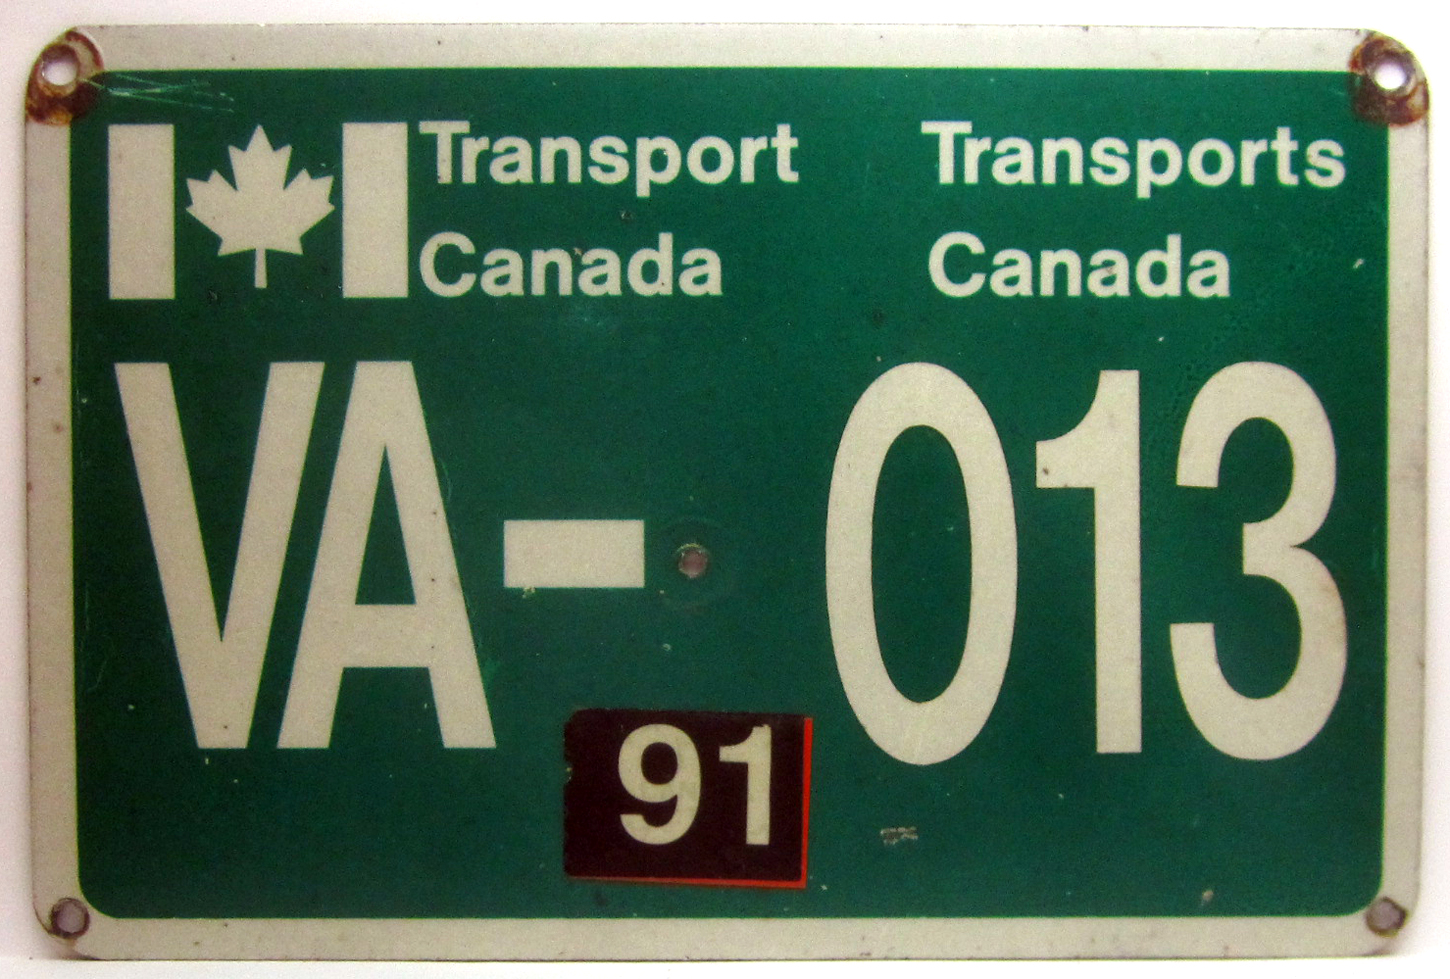 Transport Transports
Canada Canada
VA-013
91